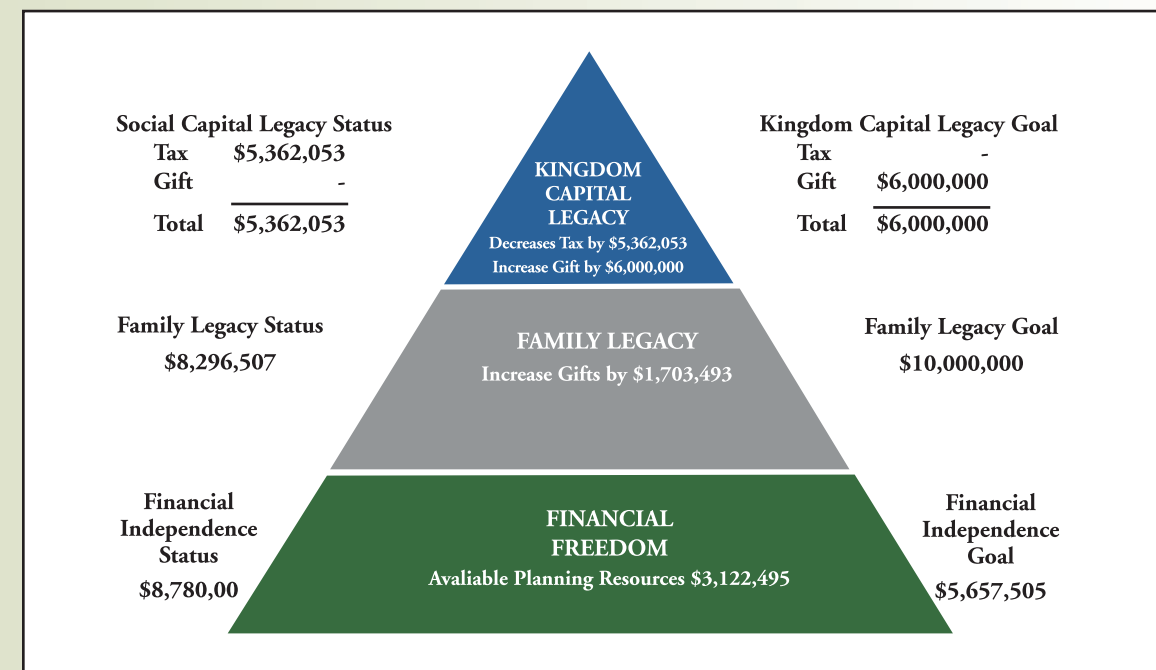 Social Capital Legacy Status
Tax $5,362,053
Gift -
Total $5,362,053
KINGDOM
CAPITAL
LEGACY
Decreases Tax by $5,362,053
Increase Gift by $6,000,000
Kingdom Capital Legacy Goal
Tax -
Gift $6,000,000
Total $6,000,000
Family Legacy Status
$8,296,507
FAMILY LEGACY
Increase Gifts by $1,703,493
Family Legacy Goal
$10,000,000
Financial
Independence
Status
$8,780,00
FINANCIAL
FREEDOM
Avaliable Planning Resources $3,122,495
Financial
Independence
Goal
$5,657,505